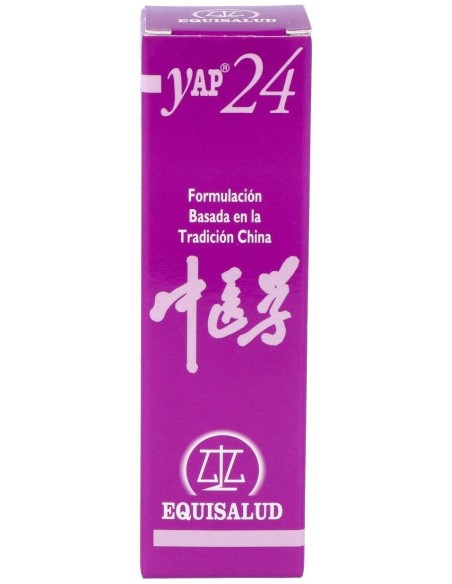 EQUISALUD
yAP® 24
Formulación
Basada en la
Tradición China
中医学
EQUISALUD